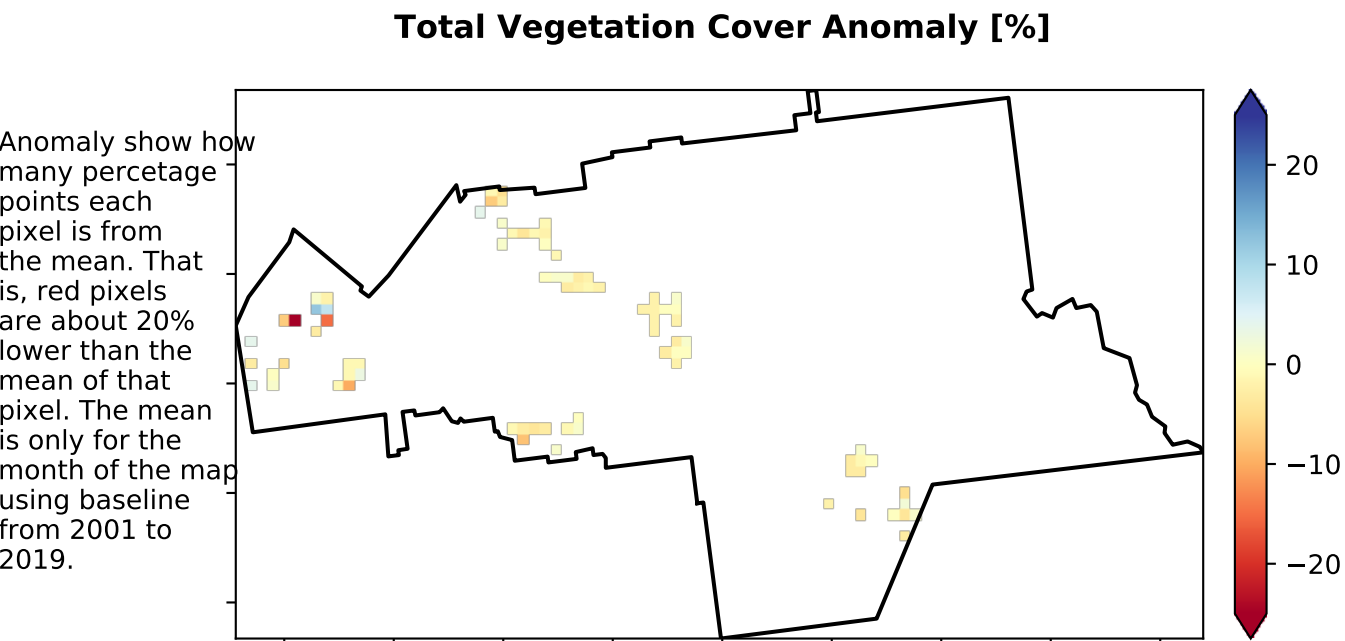 Total Vegetation Cover Anomaly [%]
Anomaly show how
many percetage
points each
pixel is from
the mean. That
is, red pixels
are about 20%
lower than the
mean of that
pixel. The mean
is only for the
month of the map
using baseline
from 2001 to
2019.
20
10
0
−10
−20